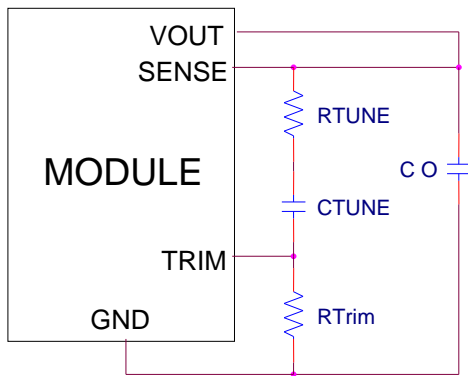 VOUT
SENSE
RTUNE
MODULE
C O
CTUNE
TRIM
GND
RTrim